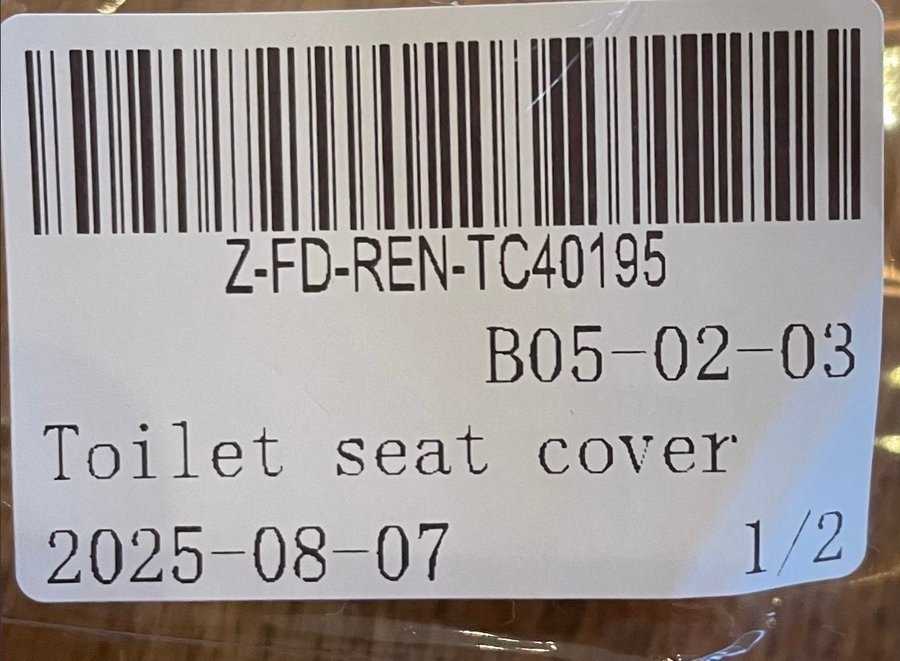 Z-FD-REN-TC40195
B05-02-03
Toilet seat cover
2025-08-07 1/2